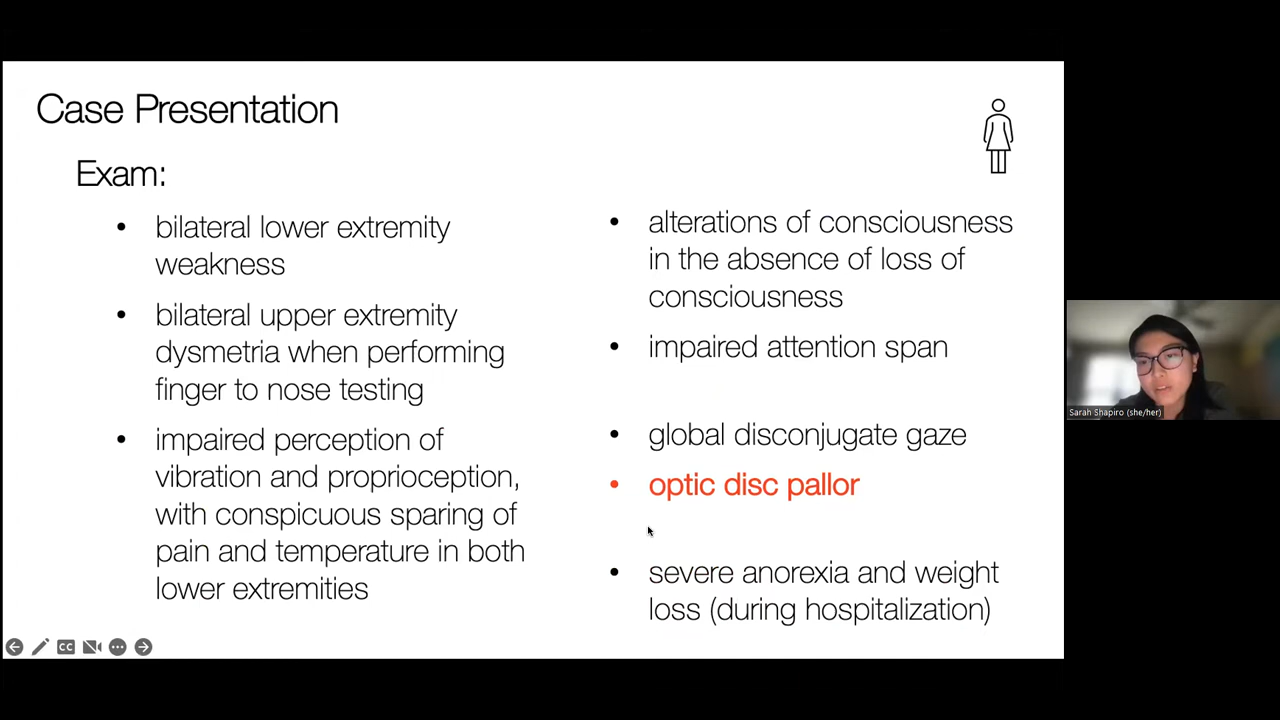 Case Presentation
Exam:
• bilateral lower extremity
weakness
• bilateral upper extremity
dysmetria when performing
finger to nose testing
• impaired perception of
vibration and proprioception,
with conspicuous sparing of
pain and temperature in both
lower extremities
• alterations of consciousness
in the absence of loss of
consciousness
• impaired attention span
• global disconjugate gaze
• optic disc pallor
• severe anorexia and weight
loss (during hospitalization)
CC
Sarah Shapiro (she/her)